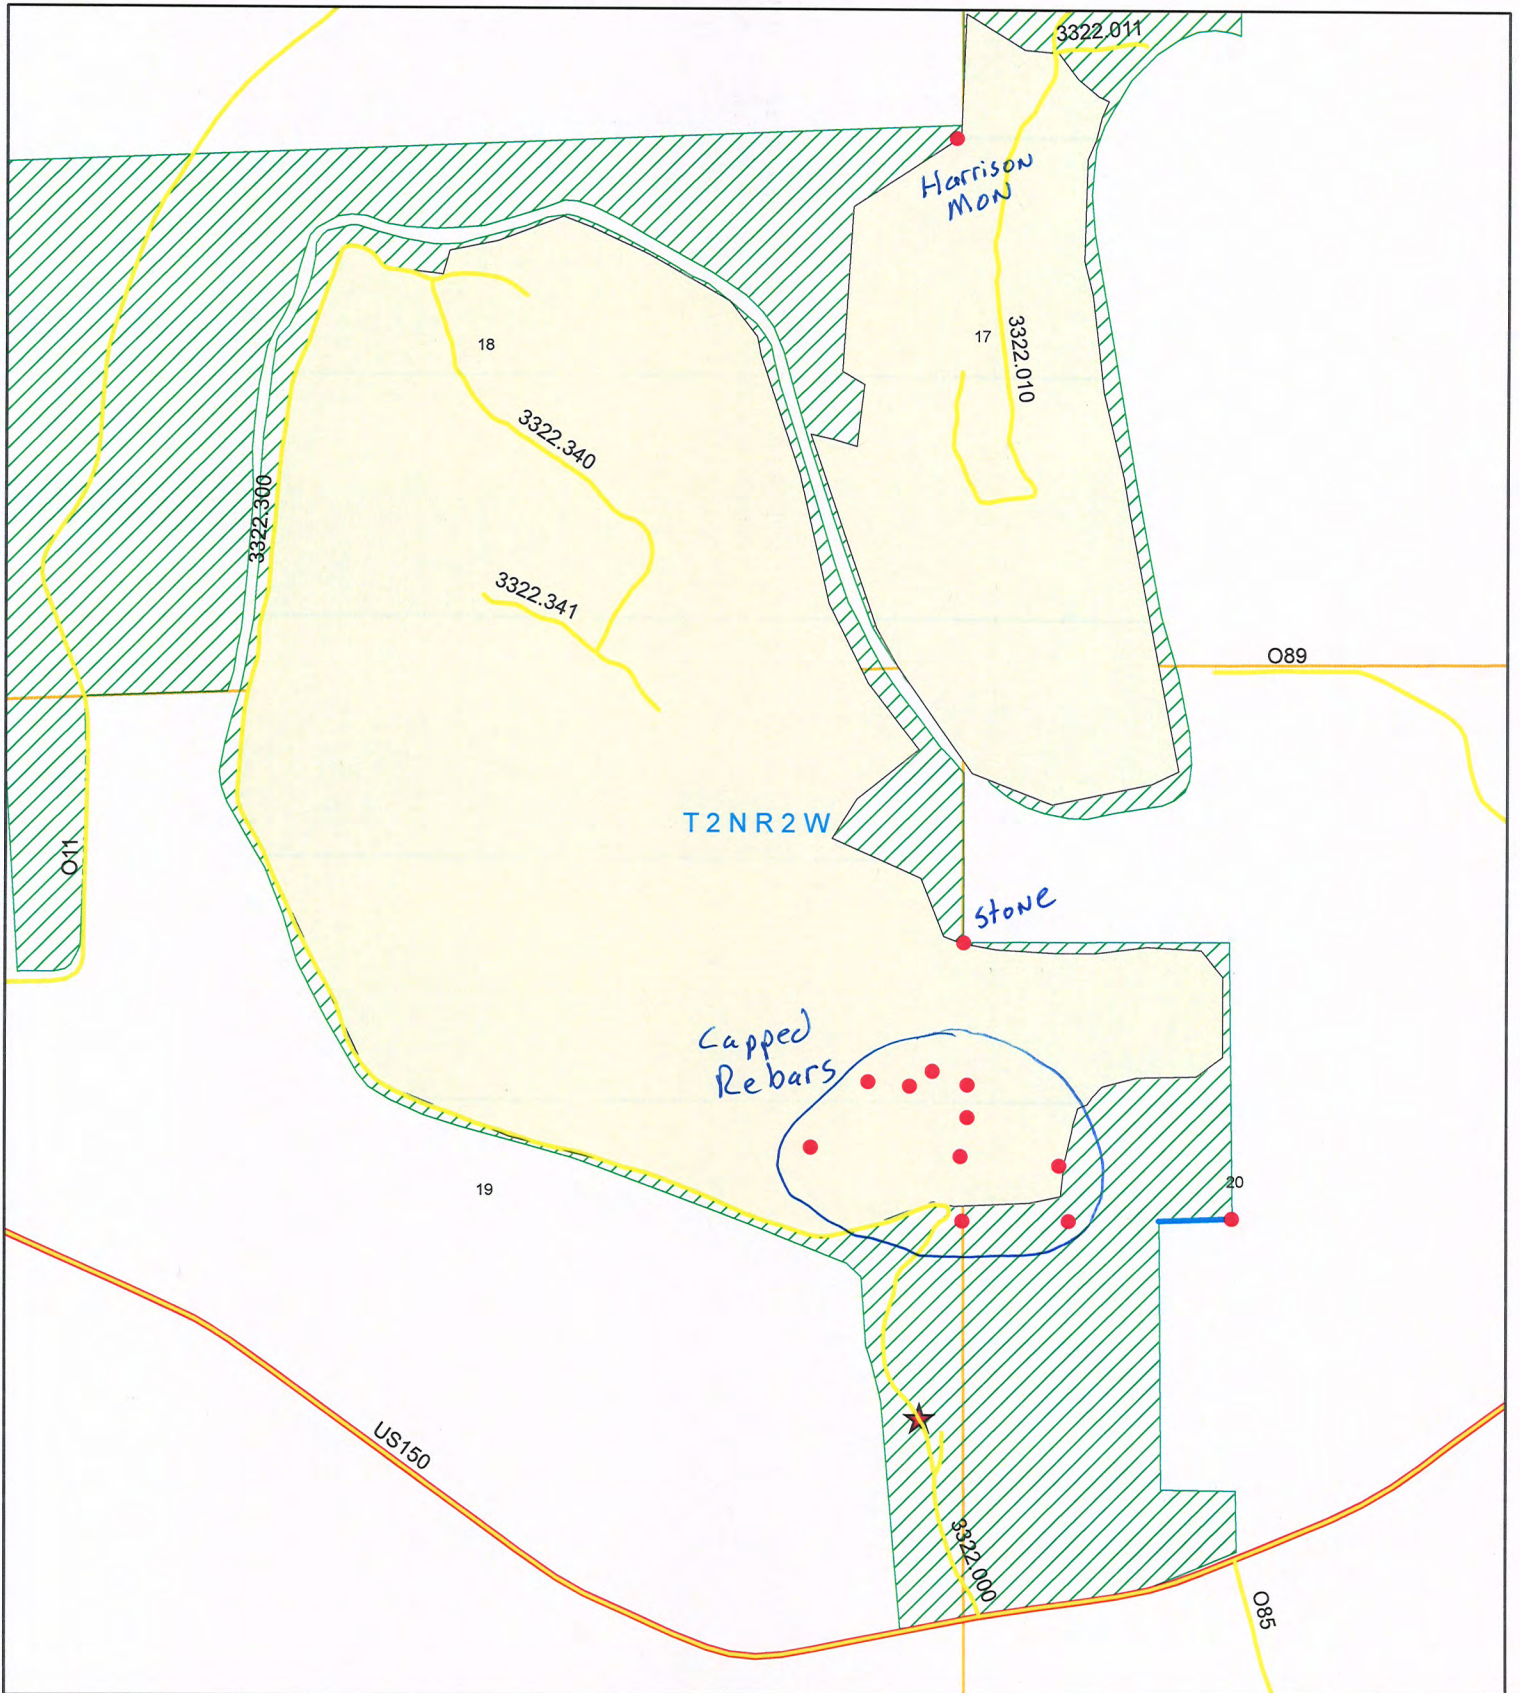 3322.011
Harrison
Mon
18
17
3322.010
3322.340
3322.300
3322.341
O89
T2NR2W
O11
Stone
Capped
Rebars
19
20
US150
3322.000
O85